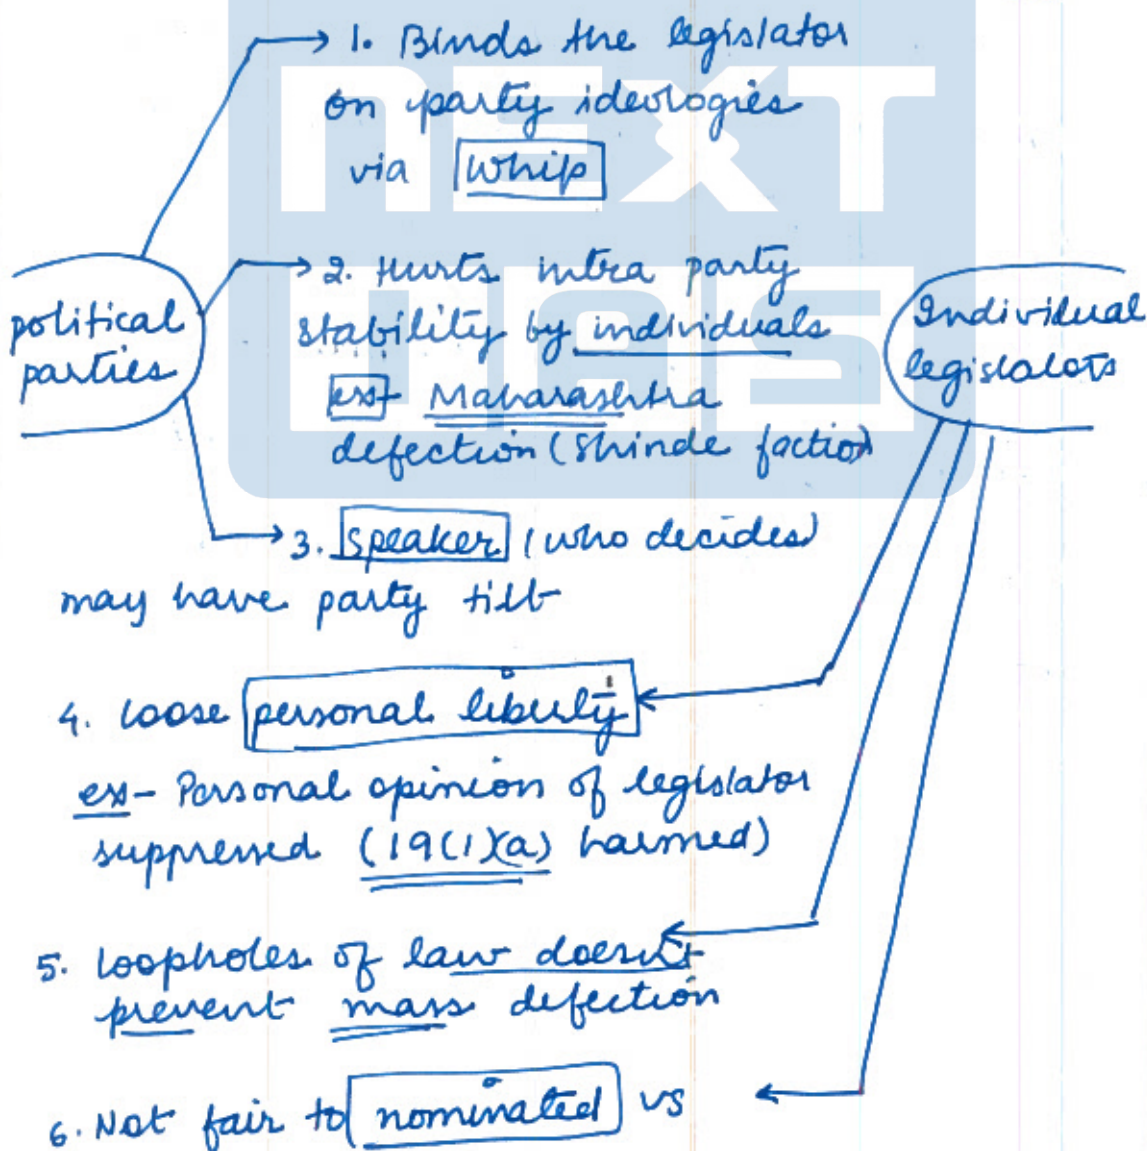 NEXT
IAS
1. Binds the legislator
on party ideologies
via whip
political
parties
2. Hurts intra party
stability by individuals
ex- Maharashtra
defection (Shinde faction)
Individual
legislators
3. Speaker (who decides)
may have party tilt
4. loose personal liberty
ex- Personal opinion of legislator
suppressed (19(1)(a) harmed)
5. loopholes of law doesn't
prevent mass defection
6. Not fair to nominated vs